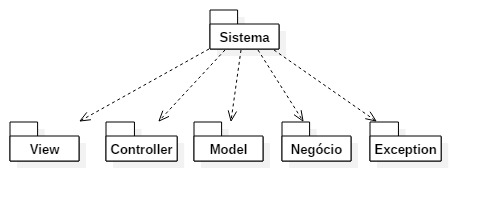 Sistema
View
Controller
Model
Negócio
Exception